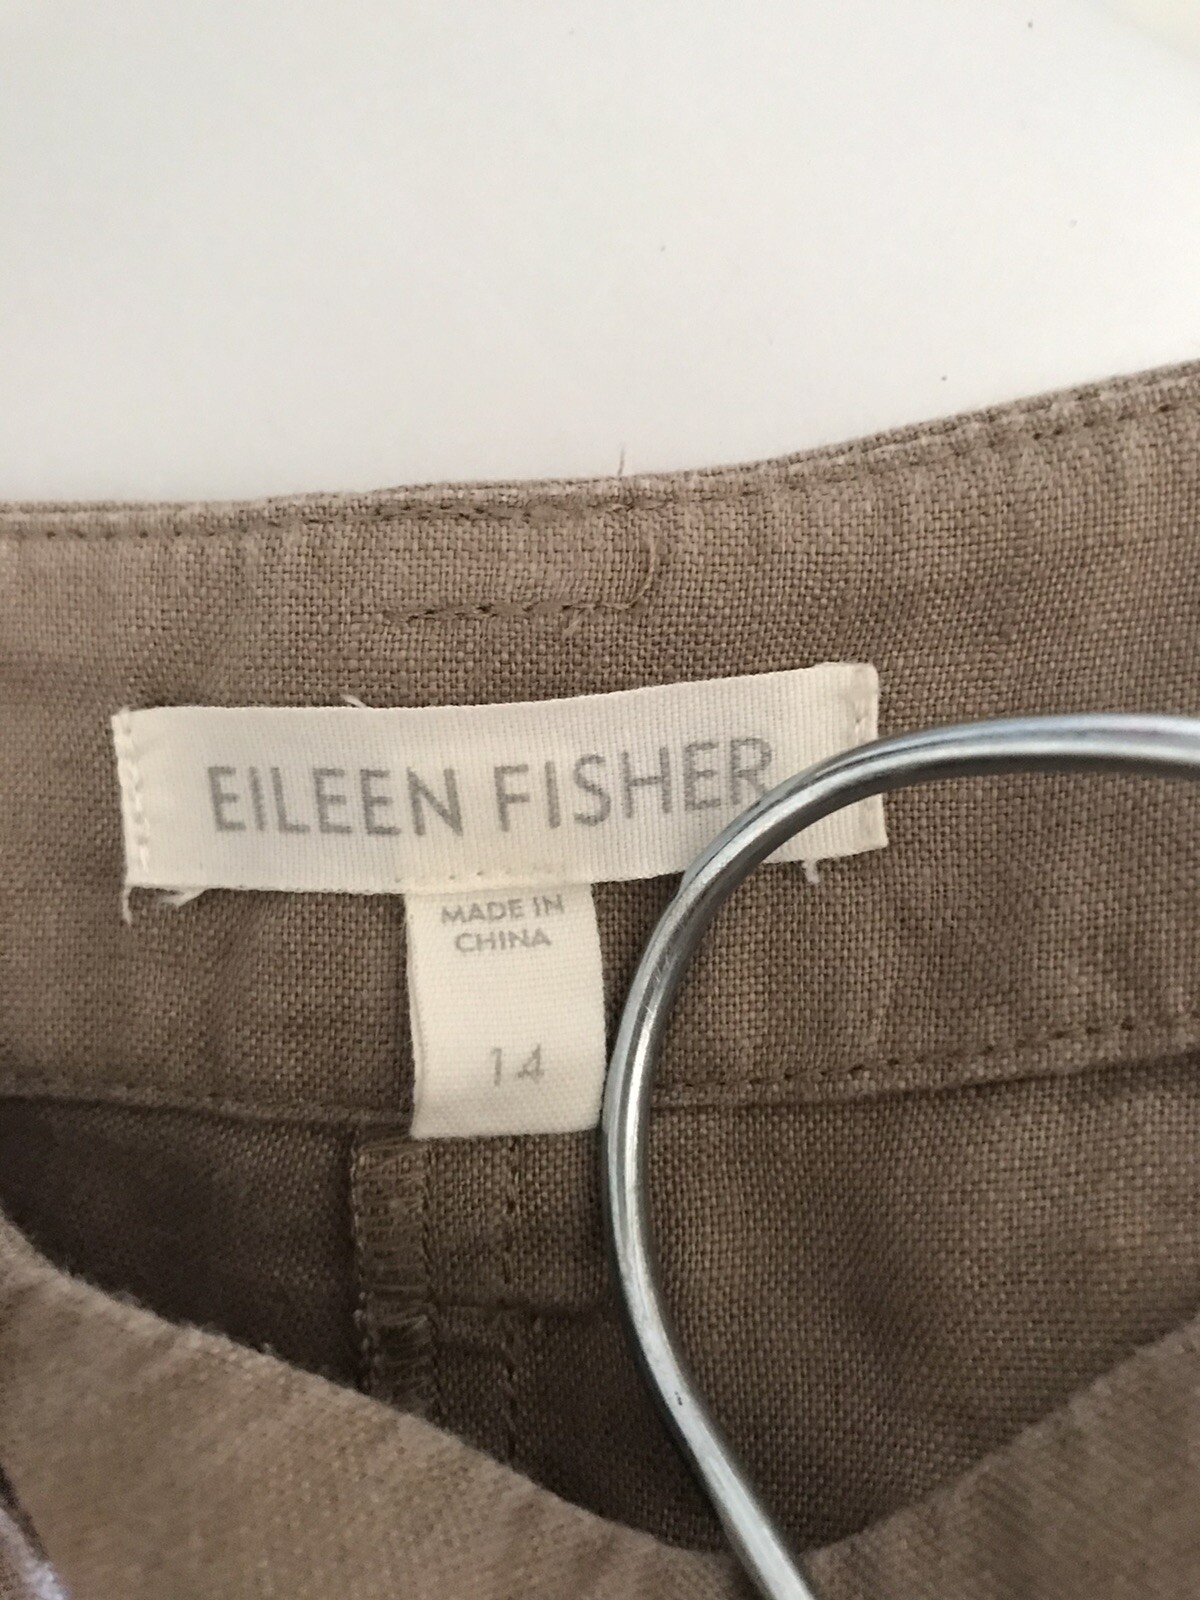 EILEEN FISHER
MADE IN
CHINA
14